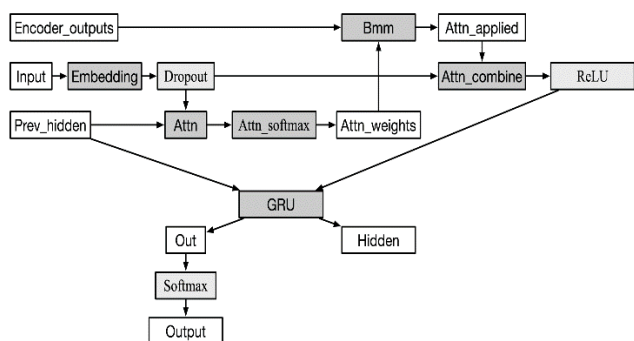 Encoder_outputs
Bmm
Attn_applied
Input
Embedding
Dropout
Attn_combine
ReLU
Prev_hidden
Attn
Attn_softmax
Attn_weights
GRU
Out
Hidden
Softmax
Output